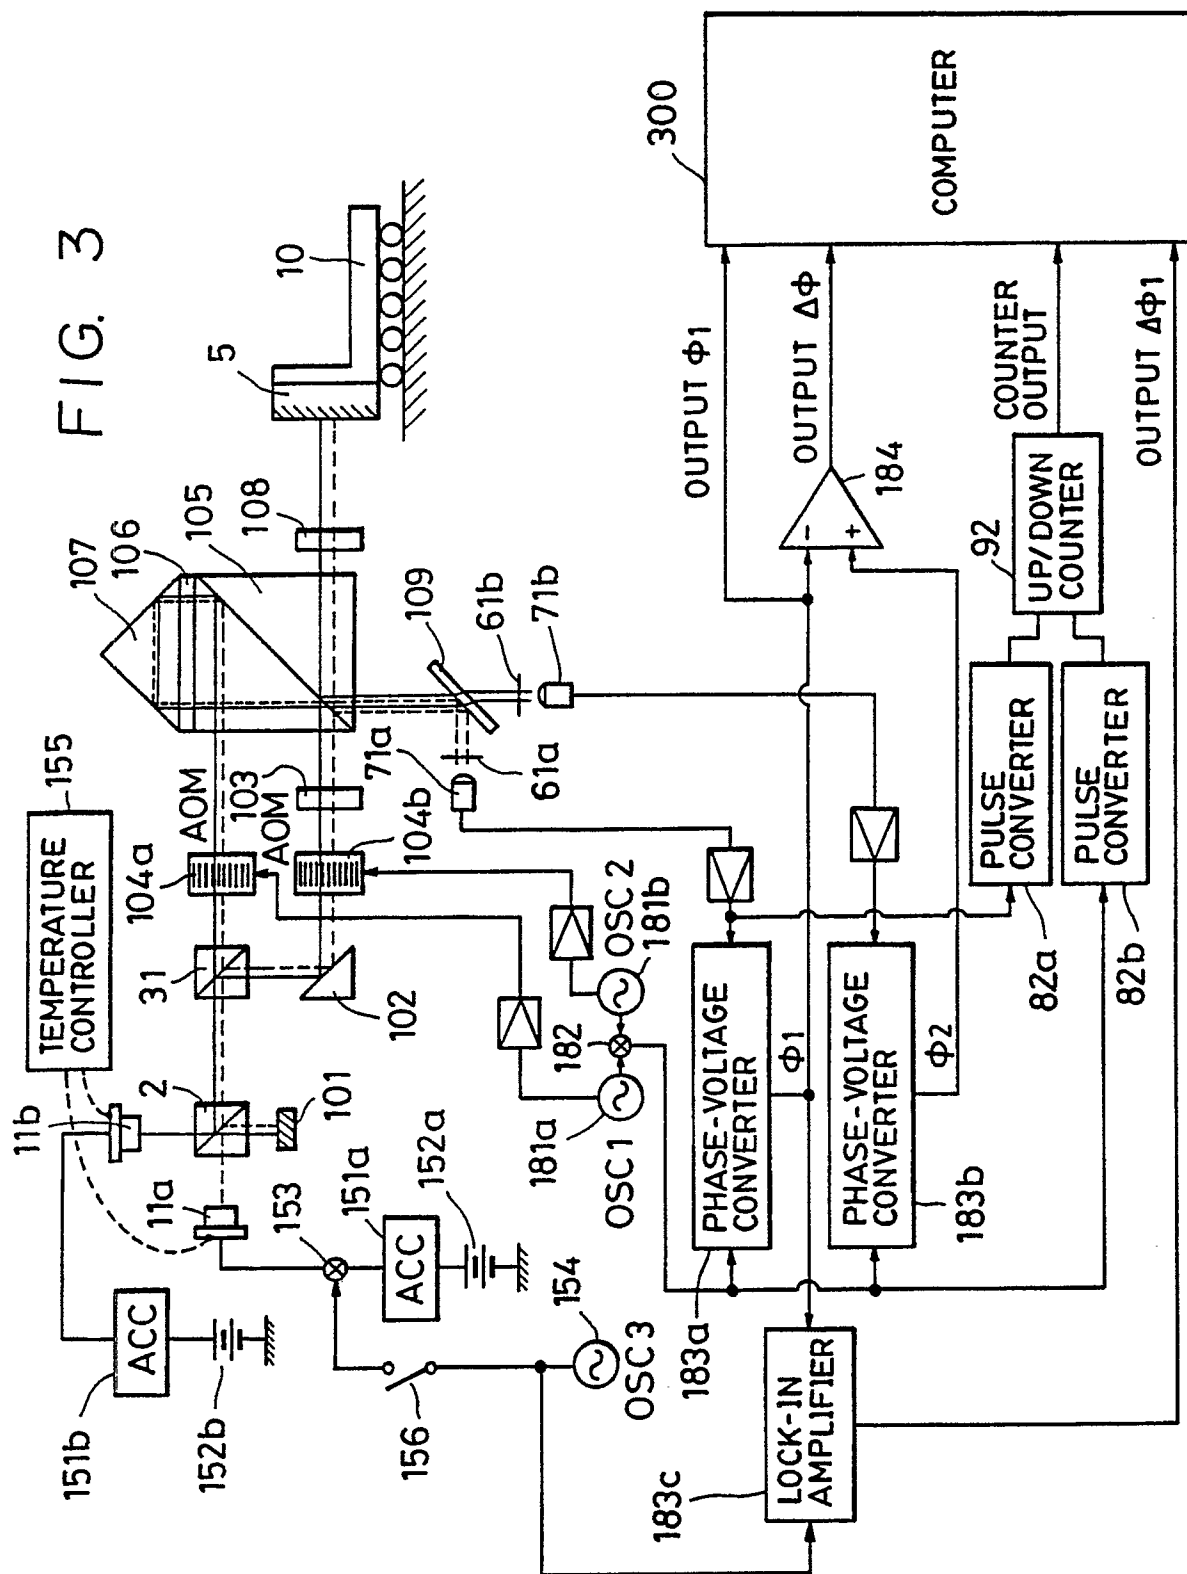 FIG. 3
TEMPERATURE
CONTROLLER
155
11b
2
11a
101
31
102
104a
AOM
103
AOM
104b
107
106
105
108
5
10
109
61b
71b
71a
61a
151b
ACC
152b
153
151a
ACC
152a
156
154
OSC 3
OSC 1
181a
182
OSC 2
181b
183a
PHASE-VOLTAGE
CONVERTER
Φ1
PHASE-VOLTAGE
CONVERTER
183b
Φ2
183c
LOCK-IN
AMPLIFIER
-
+
184
82a
PULSE
CONVERTER
82b
PULSE
CONVERTER
92
UP/DOWN
COUNTER
OUTPUT Φ1
OUTPUT ΔΦ
COUNTER
OUTPUT
OUTPUT ΔΦ1
300
COMPUTER